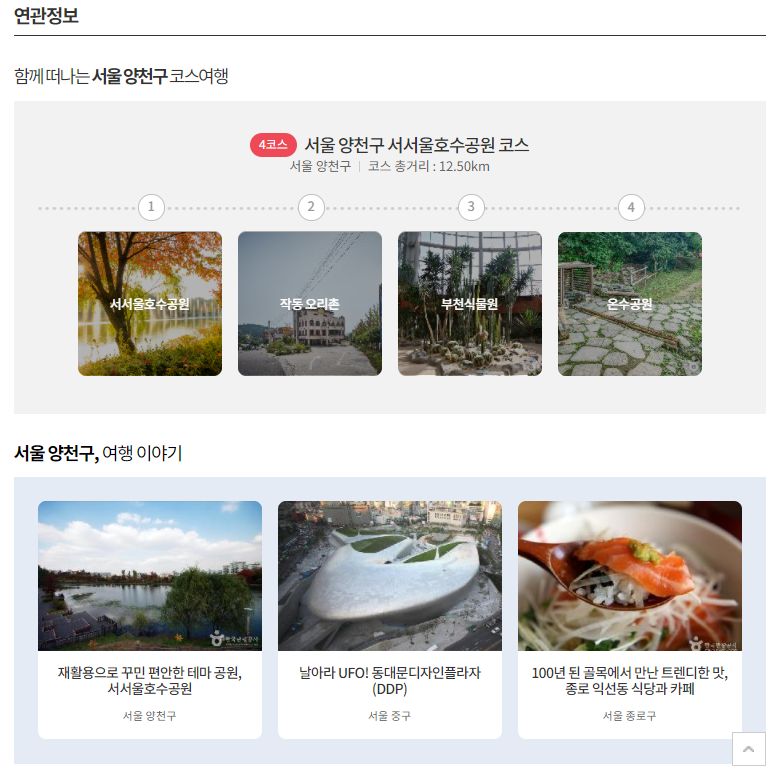 연관정보
함께 떠나는 서울 양천구 코스여행
4코스 서울 양천구 서서울호수공원 코스
서울 양천구 | 코스 총거리 : 12.50km
1 2 3 4
서서울호수공원 작동 오리촌 부천식물원 온수공원
서울 양천구, 여행 이야기
재활용으로 꾸민 편안한 테마 공원,
서서울호수공원
서울 양천구
날아라 UFO! 동대문디자인플라자
(DDP)
서울 중구
100년 된 골목에서 만난 트렌디한 맛,
종로 익선동 식당과 카페
서울 종로구